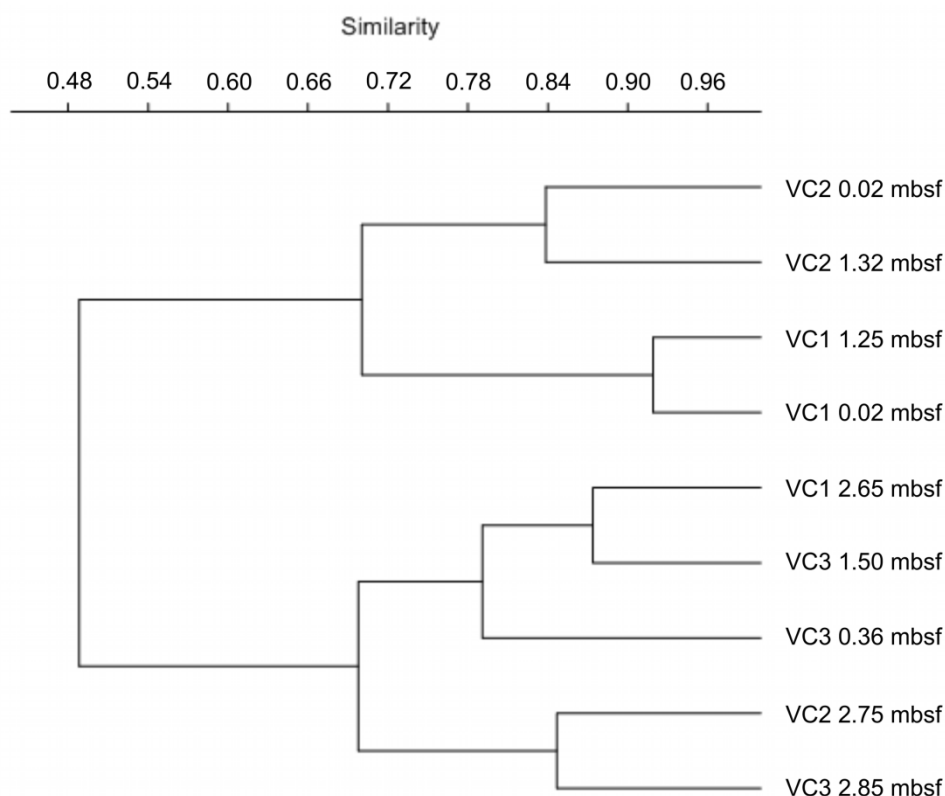 Similarity
0.48 0.54 0.60 0.66 0.72 0.78 0.84 0.90 0.96
VC2 0.02 mbsf
VC2 1.32 mbsf
VC1 1.25 mbsf
VC1 0.02 mbsf
VC1 2.65 mbsf
VC3 1.50 mbsf
VC3 0.36 mbsf
VC2 2.75 mbsf
VC3 2.85 mbsf